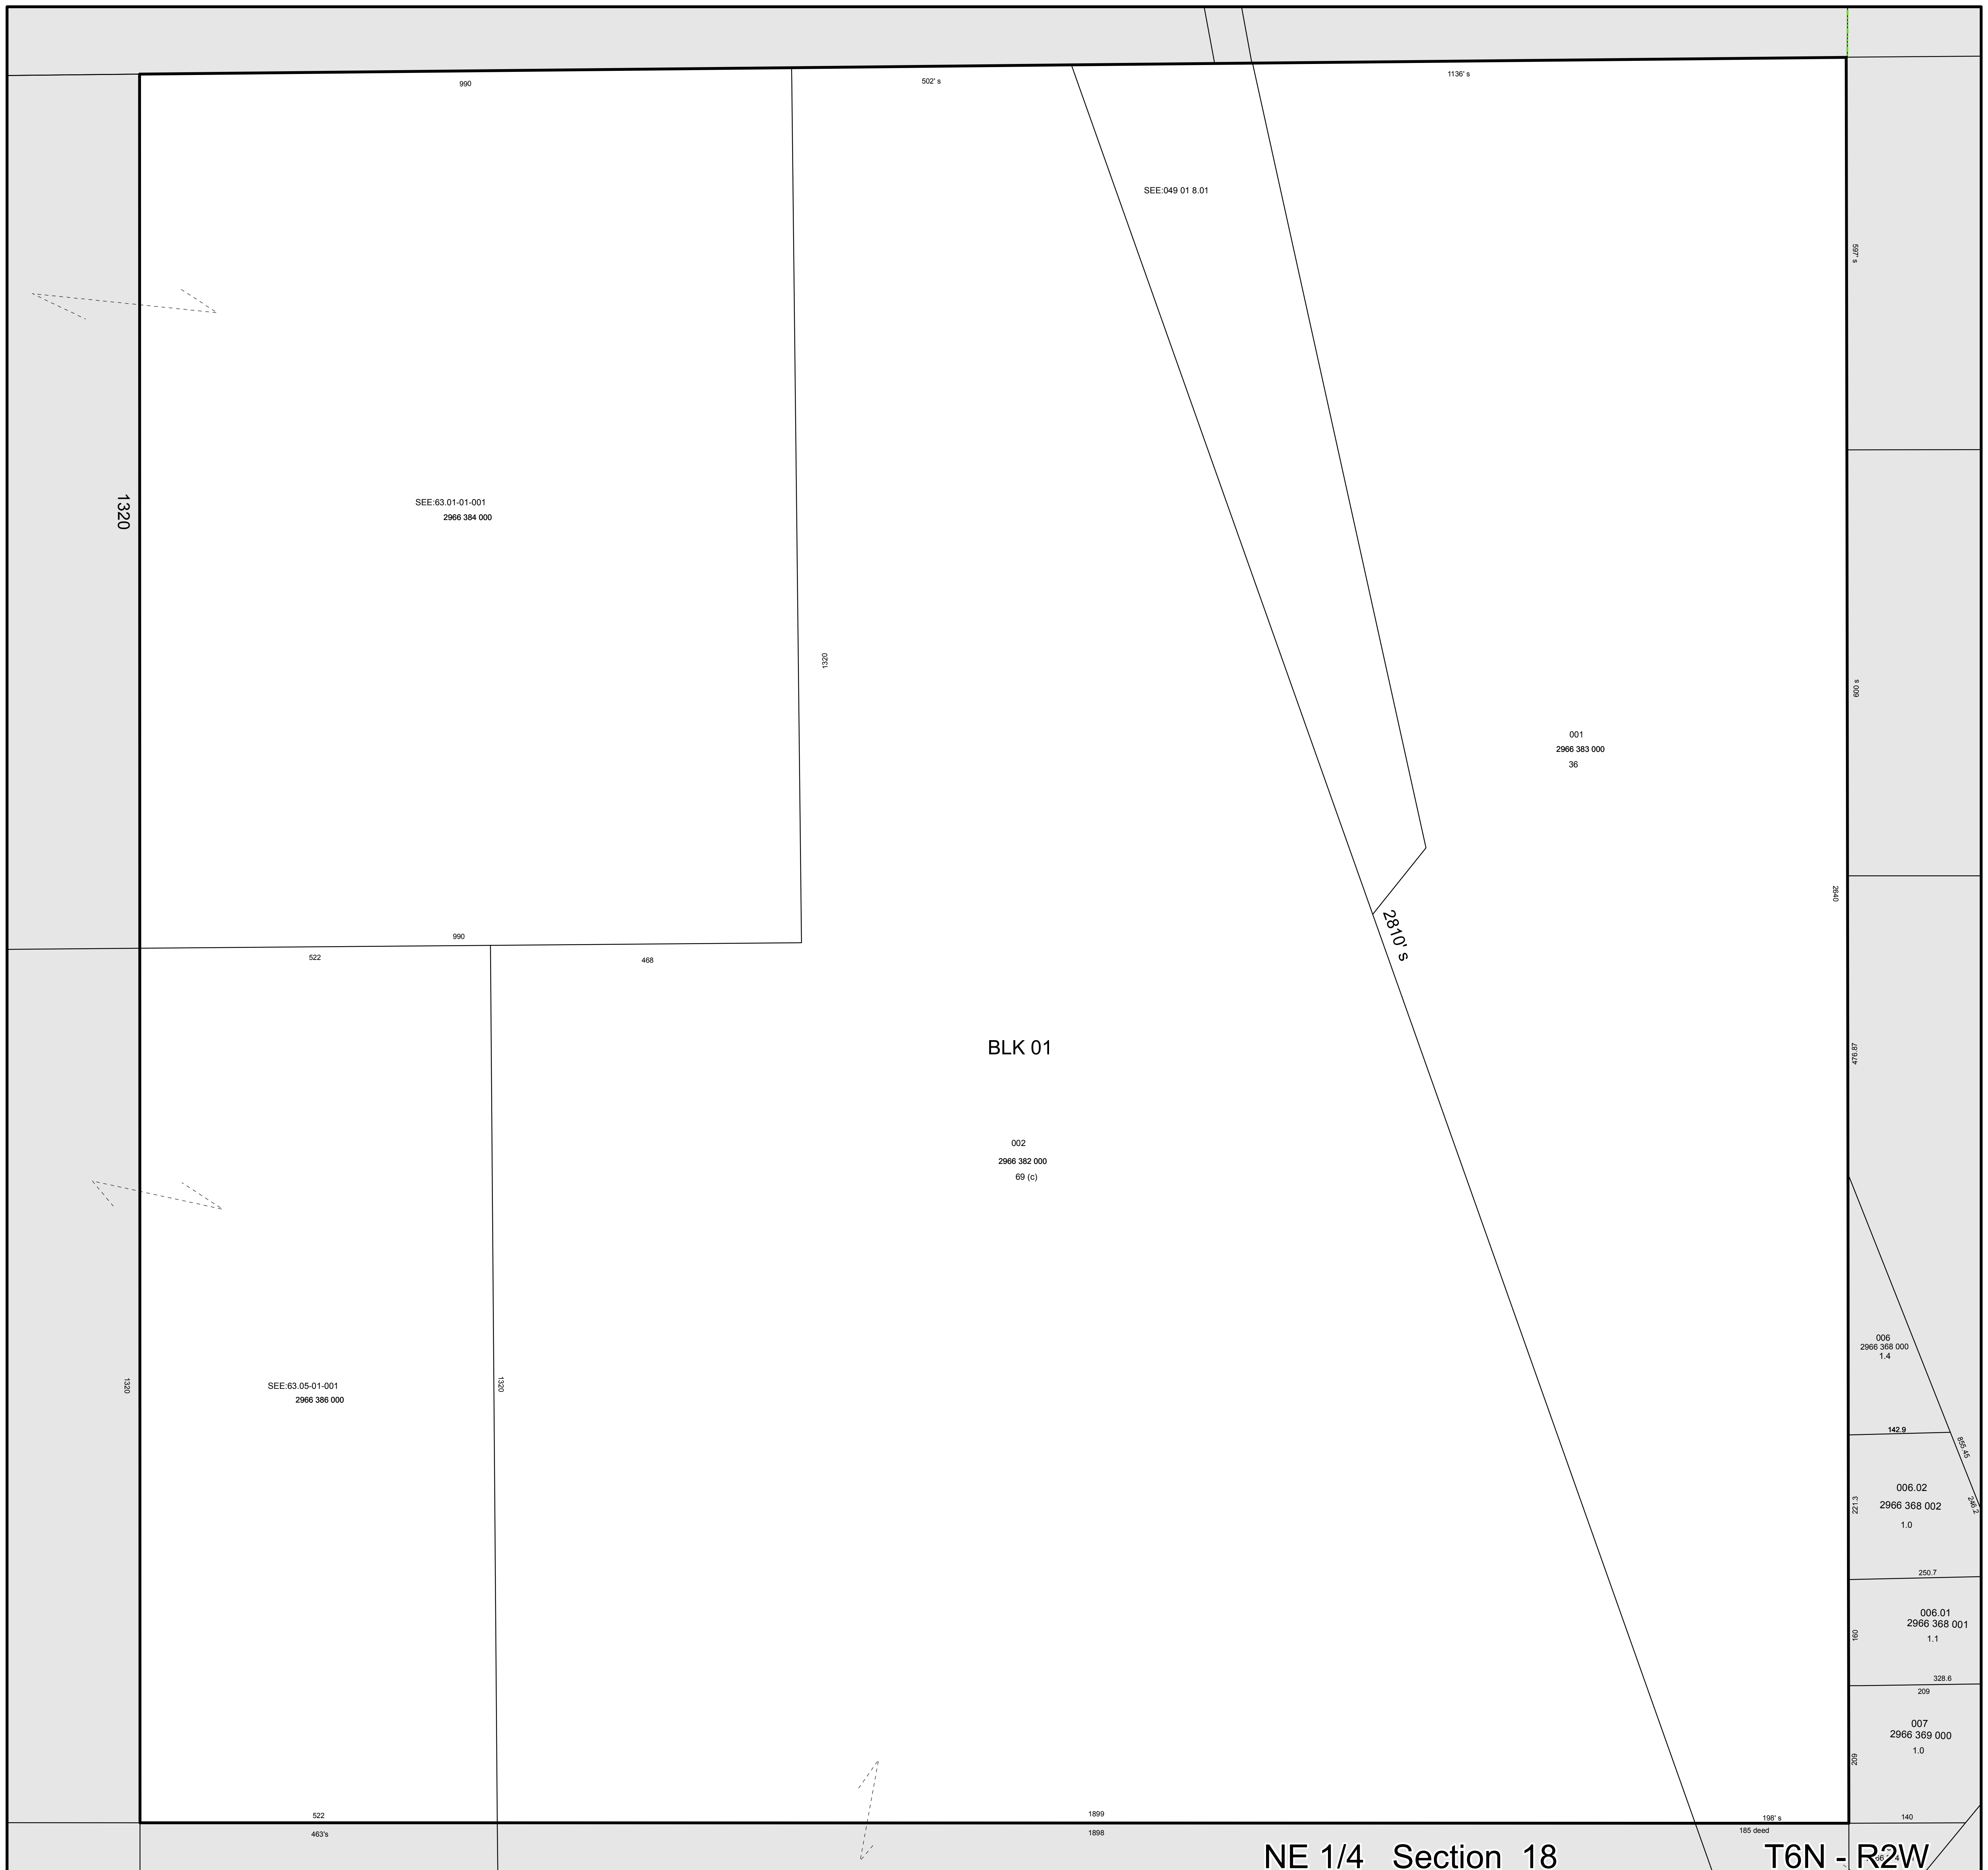 990
502' s
1136' s
SEE:049 01 8.01
597' s
1320
SEE:63.01-01-001
2966 384 000
1320
600 s
001
2966 383 000
36
2640
2810' s
990
522
468
BLK 01
476.87
002
2966 382 000
69 (c)
006
2966 368 000
1.4
1320
SEE:63.05-01-001
2966 386 000
1320
142.9
855.45
006.02
2966 368 002
1.0
221.3
246.2
250.7
006.01
2966 368 001
1.1
160
328.6
209
007
2966 369 000
1.0
209
522
1899
198' s
140
463's
1898
185 deed
NE 1/4 Section 18
T6N - R2W